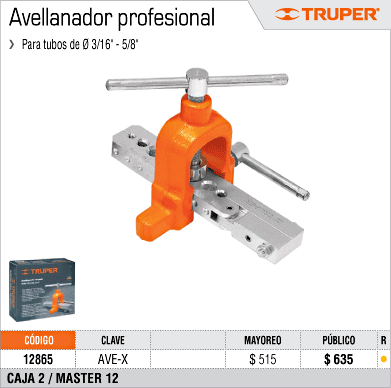 Avellanador profesional
TRUPER®
❯ Para tubos de Ø 3/16" - 5/8"
TRUPER
CÓDIGO CLAVE MAYOREO PÚBLICO R
12865 AVE-X $ 515 $ 635
CAJA 2 / MASTER 12